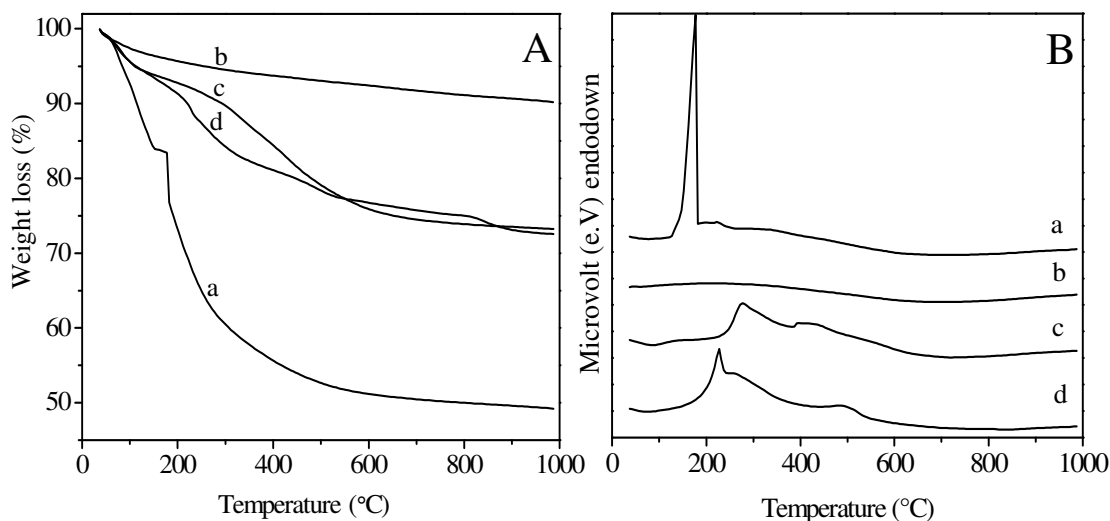 A
Weight loss (%)
100
90
80
70
60
50
b
c
d
a
0
200
400
600
800
1000
Temperature (°C)
B
Microvolt (e.V) endodown
a
b
c
d
0
200
400
600
800
1000
Temperature (°C)